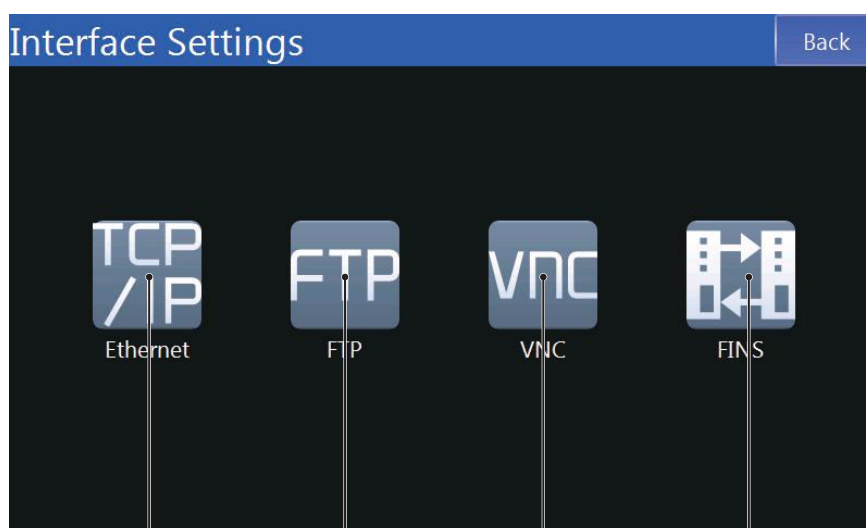 Interface Settings
Back
TCP
/IP
FTP
VNC
Ethernet
FTP
VNC
FINS